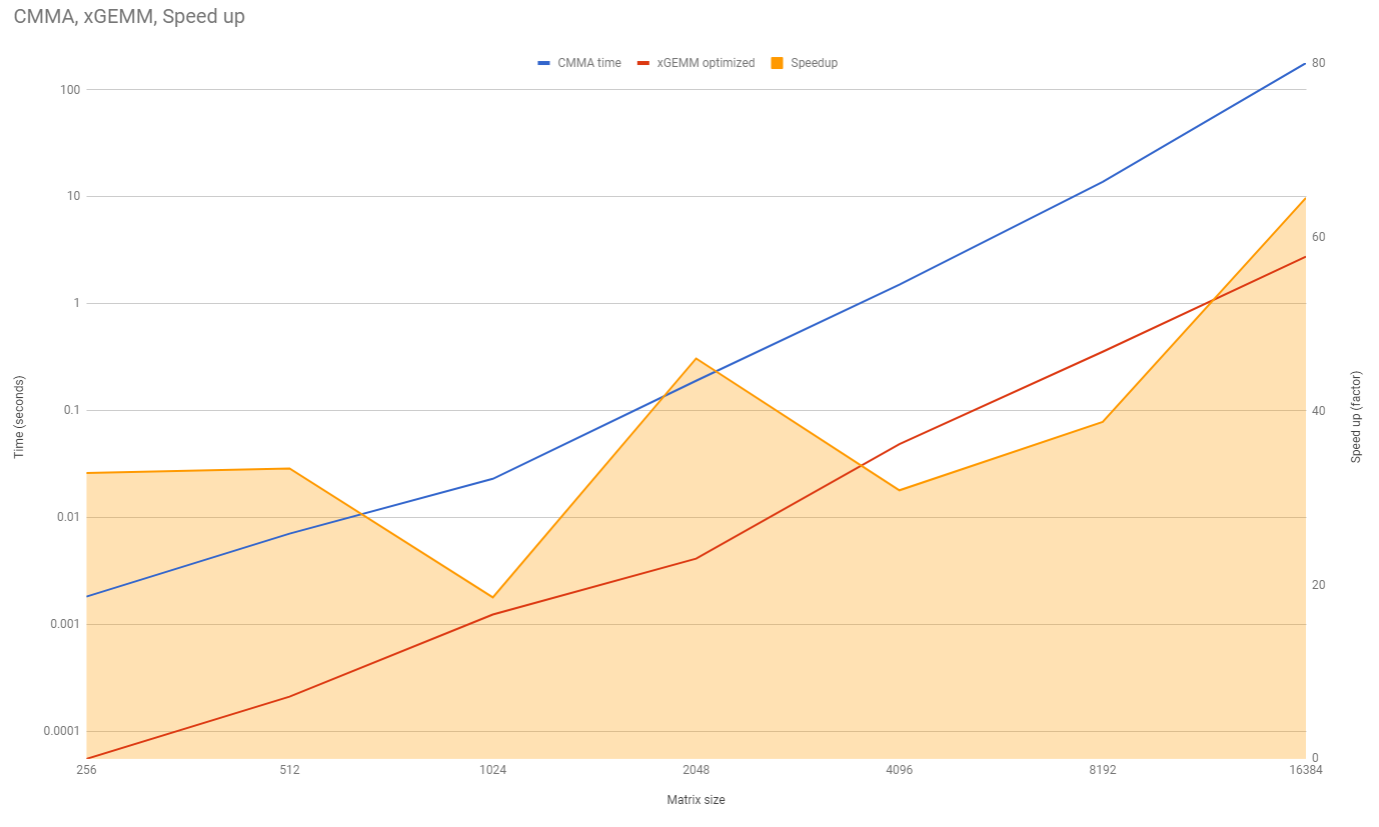 CMMA, xGEMM, Speed up
CMMA time xGEMM optimized Speedup
100
10
1
0.1
0.01
0.001
0.0001
Time (seconds)
80
60
40
20
0
Speed up (factor)
256 512 1024 2048 4096 8192 16384
Matrix size